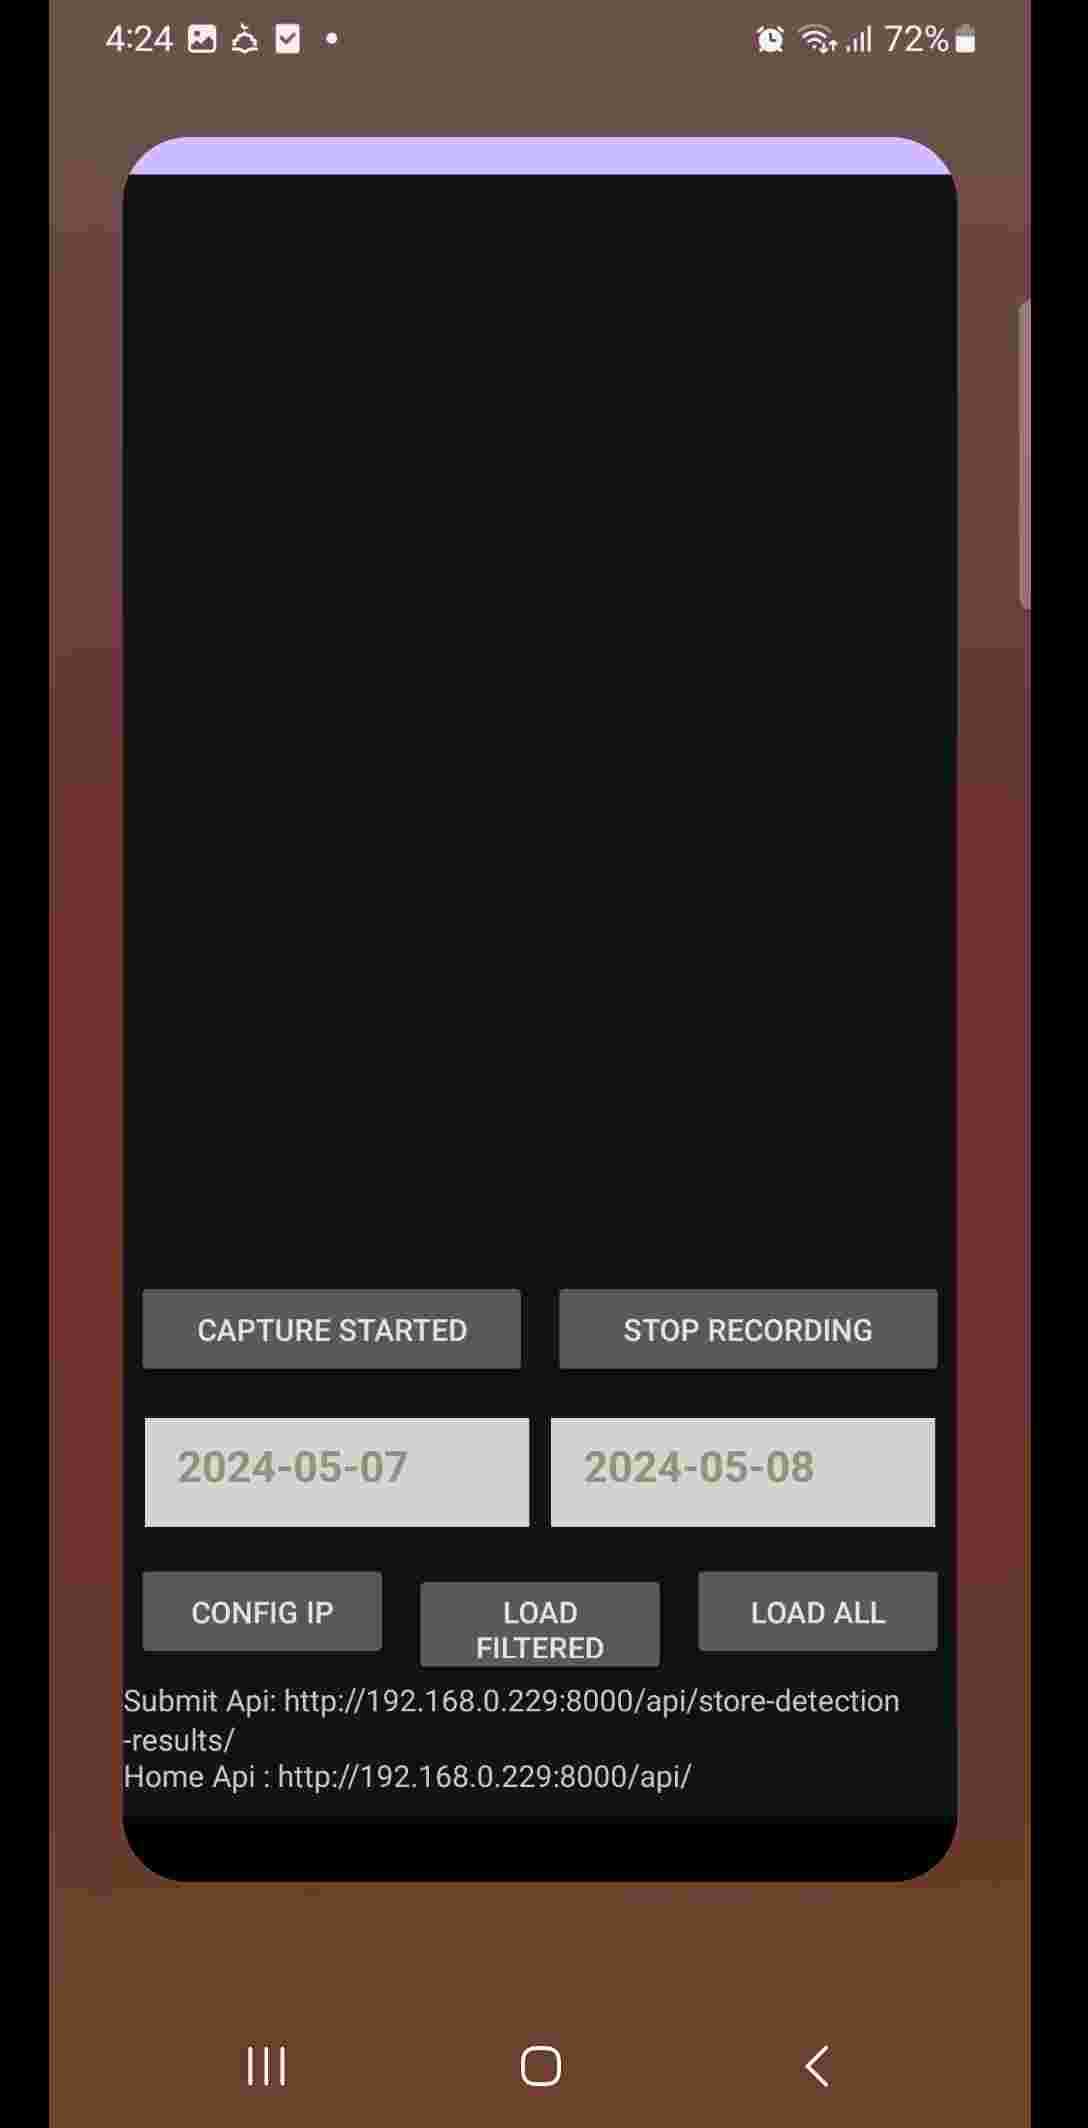 4:24 72%
CAPTURE STARTED STOP RECORDING
2024-05-07 2024-05-08
CONFIG IP LOAD LOAD ALL
FILTERED
Submit Api: http://192.168.0.229:8000/api/store-detection
-results/
Home Api : http://192.168.0.229:8000/api/